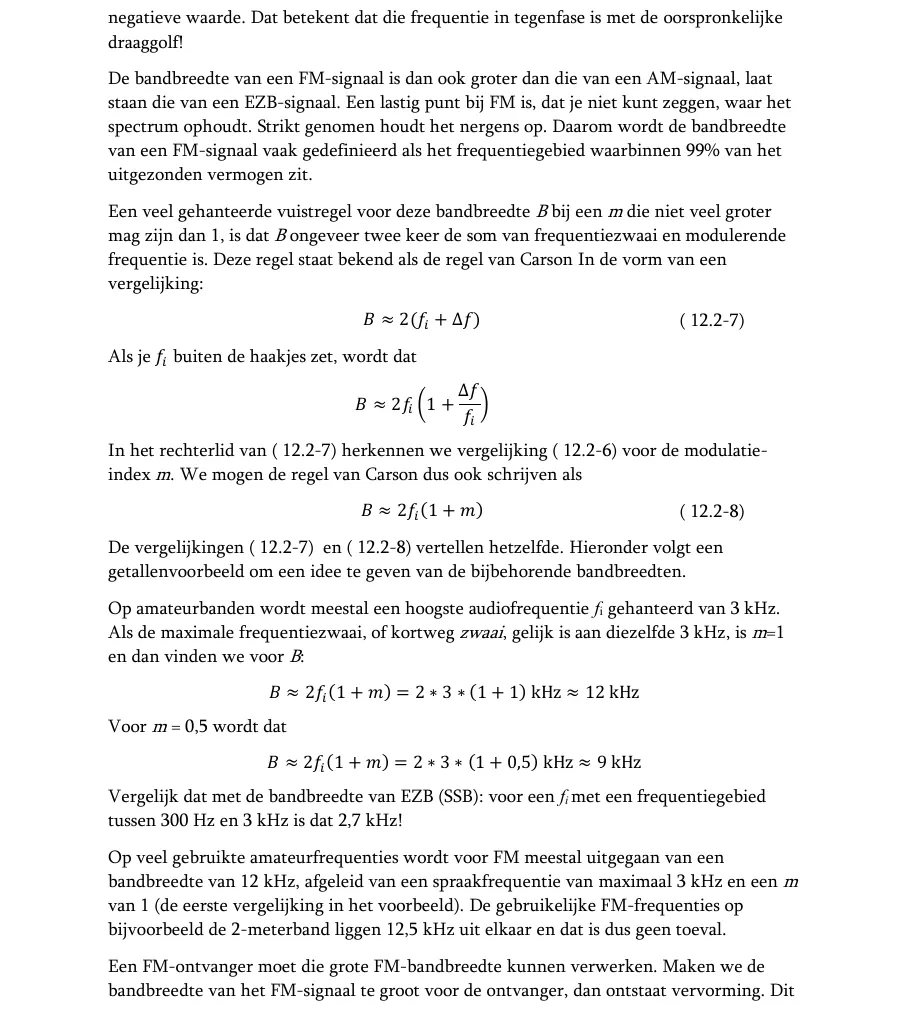 negatieve waarde. Dat betekent dat die frequentie in tegenfase is met de oorspronkelijke
draaggolf!
De bandbreedte van een FM-signaal is dan ook groter dan die van een AM-signaal, laat
staan die van een EZB-signaal. Een lastig punt bij FM is, dat je niet kunt zeggen, waar het
spectrum ophoudt. Strikt genomen houdt het nergens op. Daarom wordt de bandbreedte
van een FM-signaal vaak gedefinieerd als het frequentiegebied waarbinnen 99% van het
uitgezonden vermogen zit.
Een veel gehanteerde vuistregel voor deze bandbreedte B bij een m die niet veel groter
mag zijn dan 1, is dat B ongeveer twee keer de som van frequentiezwaai en modulerende
frequentie is. Deze regel staat bekend als de regel van Carson In de vorm van een
vergelijking:
B ≈ 2(fᵢ + Δf) ( 12.2-7)
Als je fᵢ buiten de haakjes zet, wordt dat
B ≈ 2fᵢ(1 + Δf/fᵢ)
In het rechterlid van ( 12.2-7) herkennen we vergelijking ( 12.2-6) voor de modulatie-
index m. We mogen de regel van Carson dus ook schrijven als
B ≈ 2fᵢ(1 + m) ( 12.2-8)
De vergelijkingen ( 12.2-7) en ( 12.2-8) vertellen hetzelfde. Hieronder volgt een
getallenvoorbeeld om een idee te geven van de bijbehorende bandbreedten.
Op amateurbanden wordt meestal een hoogste audiofrequentie fᵢ gehanteerd van 3 kHz.
Als de maximale frequentiezwaai, of kortweg zwaai, gelijk is aan diezelfde 3 kHz, is m=1
en dan vinden we voor B:
B ≈ 2fᵢ(1 + m) = 2 * 3 * (1 + 1) kHz ≈ 12 kHz
Voor m = 0,5 wordt dat
B ≈ 2fᵢ(1 + m) = 2 * 3 * (1 + 0,5) kHz ≈ 9 kHz
Vergelijk dat met de bandbreedte van EZB (SSB): voor een fᵢ met een frequentiegebied
tussen 300 Hz en 3 kHz is dat 2,7 kHz!
Op veel gebruikte amateurfrequenties wordt voor FM meestal uitgegaan van een
bandbreedte van 12 kHz, afgeleid van een spraakfrequentie van maximaal 3 kHz en een m
van 1 (de eerste vergelijking in het voorbeeld). De gebruikelijke FM-frequenties op
bijvoorbeeld de 2-meterband liggen 12,5 kHz uit elkaar en dat is dus geen toeval.
Een FM-ontvanger moet die grote FM-bandbreedte kunnen verwerken. Maken we de
bandbreedte van het FM-signaal te groot voor de ontvanger, dan ontstaat vervorming. Dit